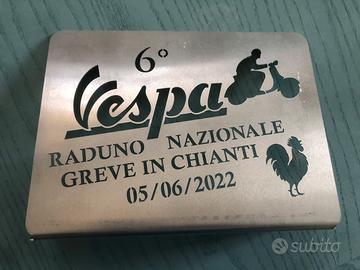 6°
Vespa
RADUNO NAZIONALE
GREVE IN CHIANTI
05/06/2022
subito